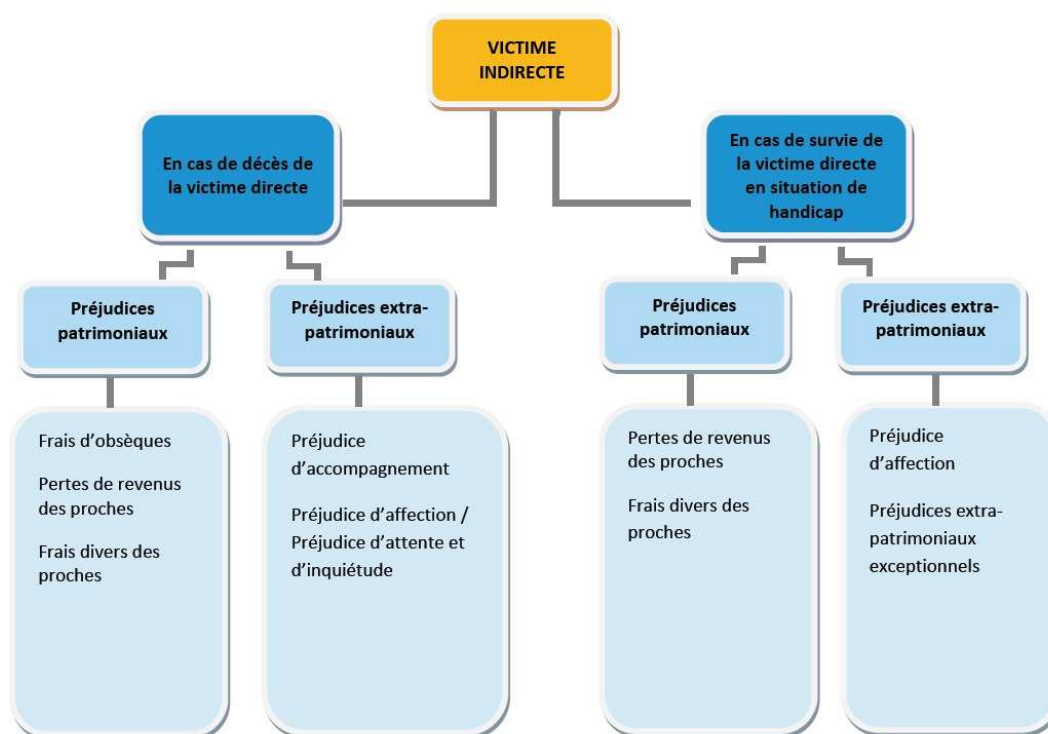 VICTIME
INDIRECTE
En cas de décès de
la victime directe
En cas de survie de
la victime directe
en situation de
handicap
Préjudices
patrimoniaux
Préjudices extra-
patrimoniaux
Préjudices
patrimoniaux
Préjudices extra-
patrimoniaux
Frais d’obsèques
Pertes de revenus
des proches
Frais divers des
proches
Préjudice
d’accompagnement
Préjudice d’affection /
Préjudice d’attente et
d’inquiétude
Pertes de revenus
des proches
Frais divers des
proches
Préjudice
d’affection
Préjudices extra-
patrimoniaux
exceptionnels